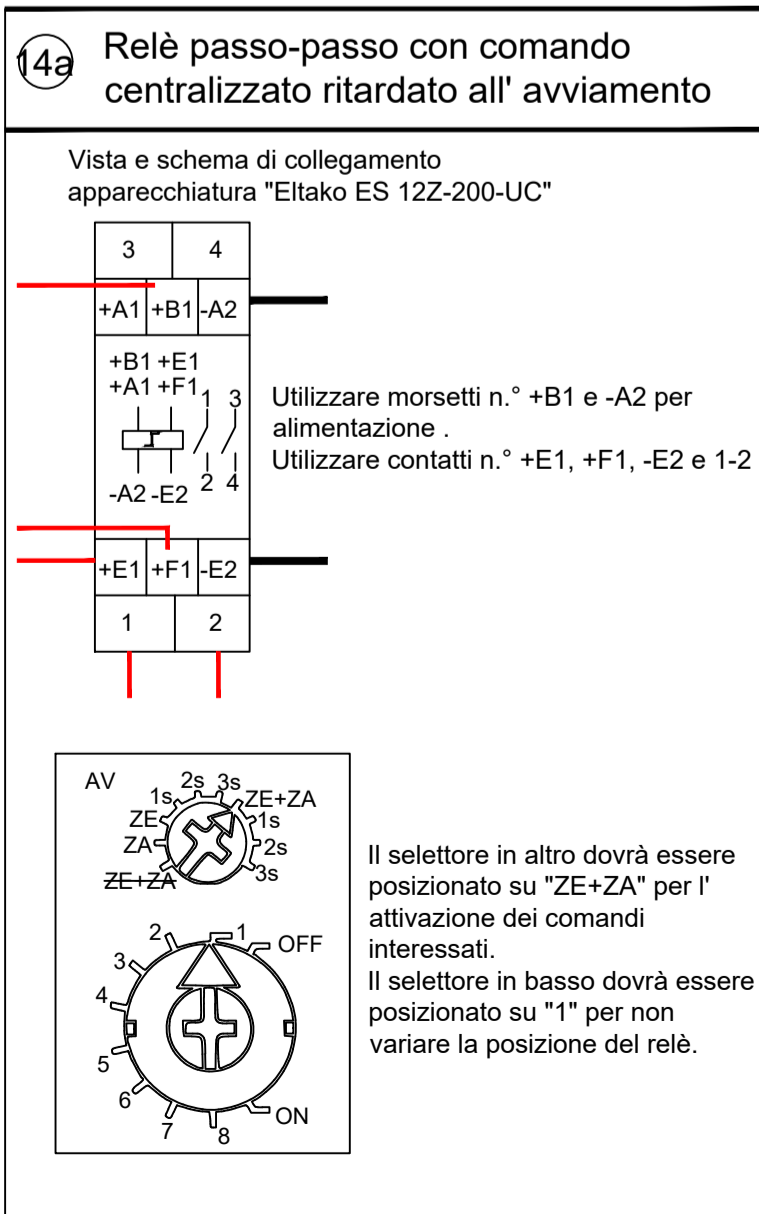 14a
Relè passo-passo con comando
centralizzato ritardato all' avviamento
Vista e schema di collegamento
apparecchiatura "Eltako ES 12Z-200-UC"
3 4
+A1 +B1 -A2
+B1 +E1
+A1 +F1 1 3
-A2 -E2 2 4
Utilizzare morsetti n.° +B1 e -A2 per
alimentazione .
Utilizzare contatti n.° +E1, +F1, -E2 e 1-2
+E1 +F1 -E2
1 2
AV
2s 3s
1s ZE+ZA
ZE 1s
ZA 2s
ZE+ZA 3s
Il selettore in altro dovrà essere
posizionato su "ZE+ZA" per l'
attivazione dei comandi
interessati.
Il selettore in basso dovrà essere
posizionato su "1" per non
variare la posizione del relè.
2 1 OFF
3
4
5
6
7 8 ON